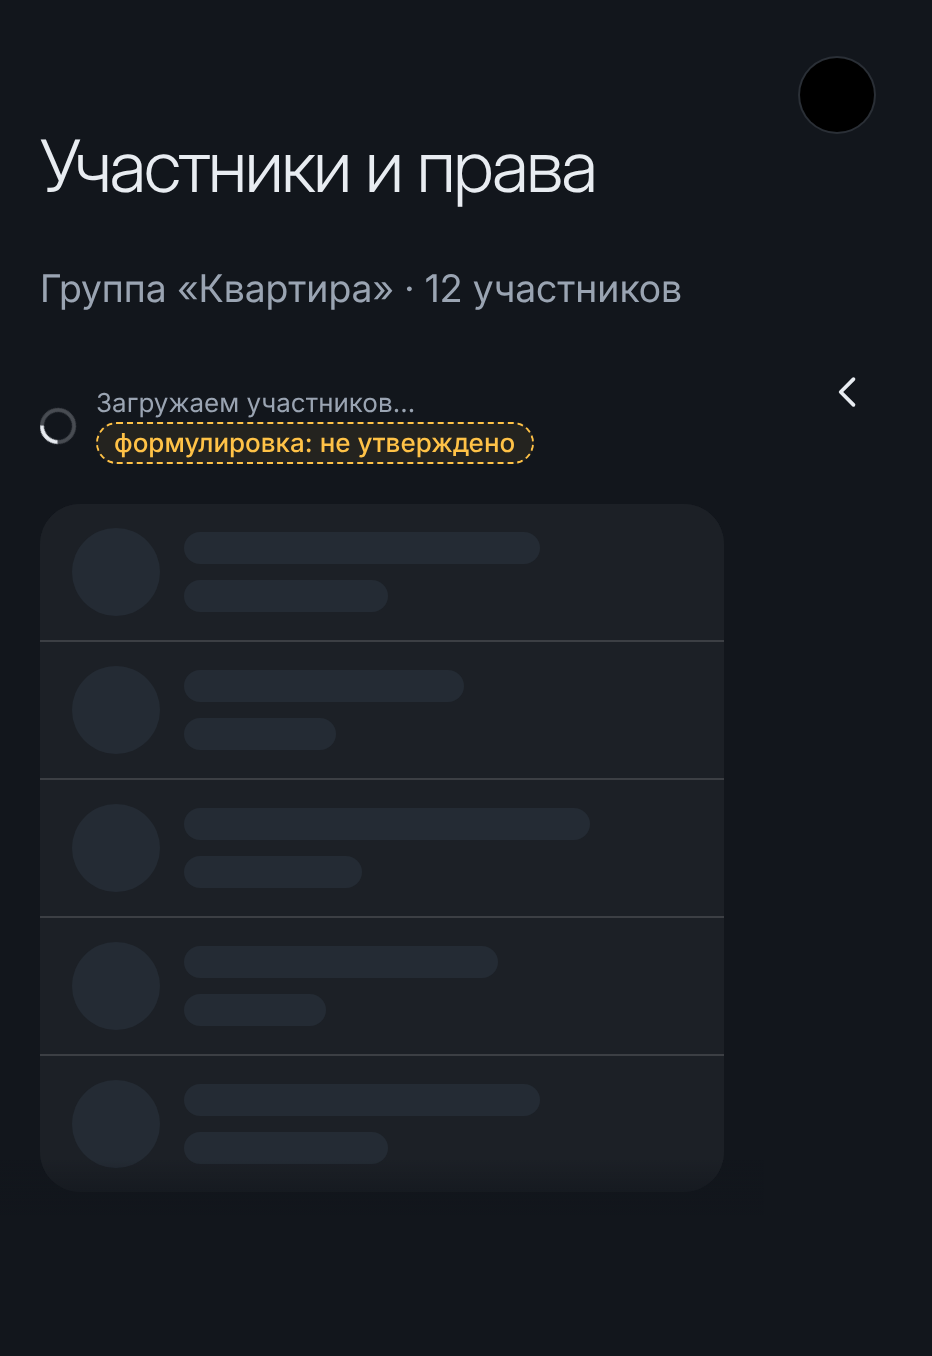 Участники и права
Группа «Квартира» · 12 участников
Загружаем участников...
формулировка: не утверждено